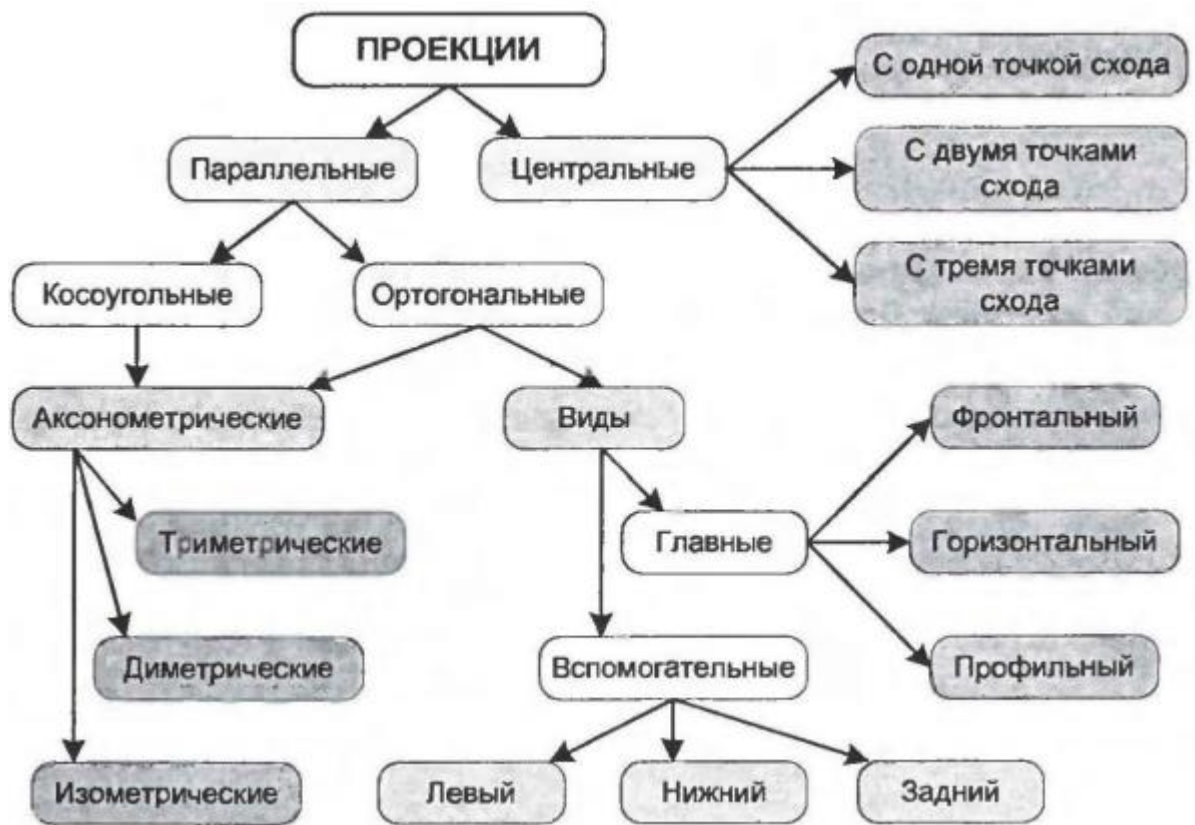 ПРОЕКЦИИ
С одной точкой схода
Параллельные
Центральные
С двумя точками
схода
Косоугольные
Ортогональные
С тремя точками
схода
Аксонометрические
Виды
Фронтальный
Триметрические
Главные
Горизонтальный
Диметрические
Вспомогательные
Профильный
Изометрические
Левый
Нижний
Задний